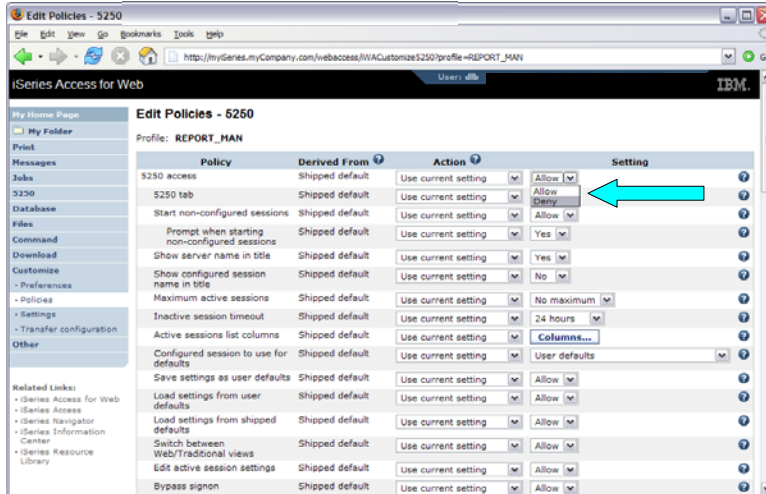 Edit Policies - 5250
File Edit View Go Bookmarks Tools Help
http://myiSeries.myCompany.com/webaccess/iWACustomize5250?profile=REPORT_MAN
G
User: dlb
iSeries Access for Web
IBM.
My Home Page
My Folder
Print
Messages
Jobs
5250
Database
Files
Command
Download
Customize
- Preferences
- Policies
- Settings
- Transfer configuration
Other
Related Links:
• iSeries Access for Web
• iSeries Access
• iSeries Navigator
• iSeries Information Center
• iSeries Resource Library
Edit Policies - 5250
Profile: REPORT_MAN
Policy Derived From ? Action ? Setting
5250 access Shipped default Use current setting Allow ?
Allow
Deny
5250 tab Shipped default Use current setting ?
Start non-configured sessions Shipped default Use current setting Allow ?
Prompt when starting non-configured sessions Shipped default Use current setting Yes ?
Show server name in title Shipped default Use current setting Yes ?
Show configured session name in title Shipped default Use current setting No ?
Maximum active sessions Shipped default Use current setting No maximum ?
Inactive session timeout Shipped default Use current setting 24 hours ?
Active sessions list columns Shipped default Use current setting Columns... ?
Configured session to use for defaults Shipped default Use current setting User defaults ?
Save settings as user defaults Shipped default Use current setting Allow ?
Load settings from user defaults Shipped default Use current setting Allow ?
Load settings from shipped defaults Shipped default Use current setting Allow ?
Switch between Web/Traditional views Shipped default Use current setting Allow ?
Edit active session settings Shipped default Use current setting Allow ?
Bypass signon Shipped default Use current setting Allow ?